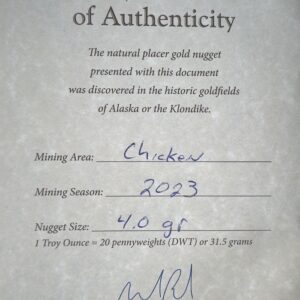 of Authenticity
The natural placer gold nugget
presented with this document
was discovered in the historic goldfields
of Alaska or the Klondike.
Mining Area: Chicken
Mining Season: 2023
Nugget Size: 4.0 gr
1 Troy Ounce = 20 pennyweights (DWT) or 31.5 grams